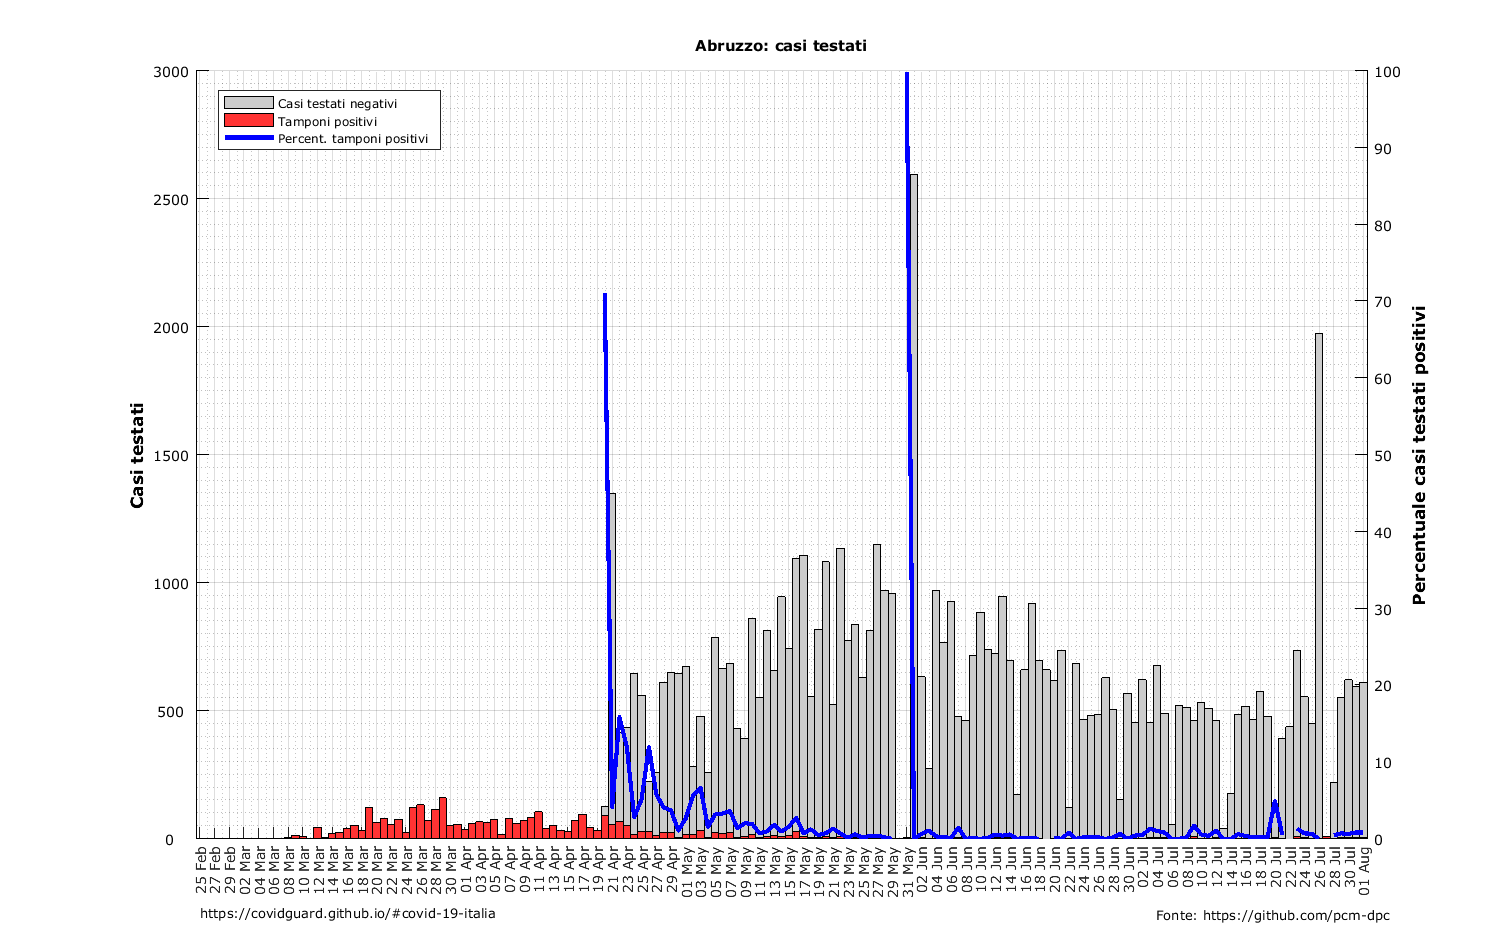 Abruzzo: casi testati
Casi testati negativi
Tamponi positivi
Percent. tamponi positivi
Casi testati
3000
2500
2000
1500
1000
500
0
100
90
80
70
60
50
40
30
20
10
0
Percentuale casi testati positivi
25 Feb
27 Feb
29 Feb
02 Mar
04 Mar
06 Mar
08 Mar
10 Mar
12 Mar
14 Mar
16 Mar
18 Mar
20 Mar
22 Mar
24 Mar
26 Mar
28 Mar
30 Mar
01 Apr
03 Apr
05 Apr
07 Apr
09 Apr
11 Apr
13 Apr
15 Apr
17 Apr
19 Apr
21 Apr
23 Apr
25 Apr
27 Apr
29 Apr
01 May
03 May
05 May
07 May
09 May
11 May
13 May
15 May
17 May
19 May
21 May
23 May
25 May
27 May
29 May
31 May
02 Jun
04 Jun
06 Jun
08 Jun
10 Jun
12 Jun
14 Jun
16 Jun
18 Jun
20 Jun
22 Jun
24 Jun
26 Jun
28 Jun
30 Jun
02 Jul
04 Jul
06 Jul
08 Jul
10 Jul
12 Jul
14 Jul
16 Jul
18 Jul
20 Jul
22 Jul
24 Jul
26 Jul
28 Jul
30 Jul
01 Aug
https://covidguard.github.io/#covid-19-italia
Fonte: https://github.com/pcm-dpc